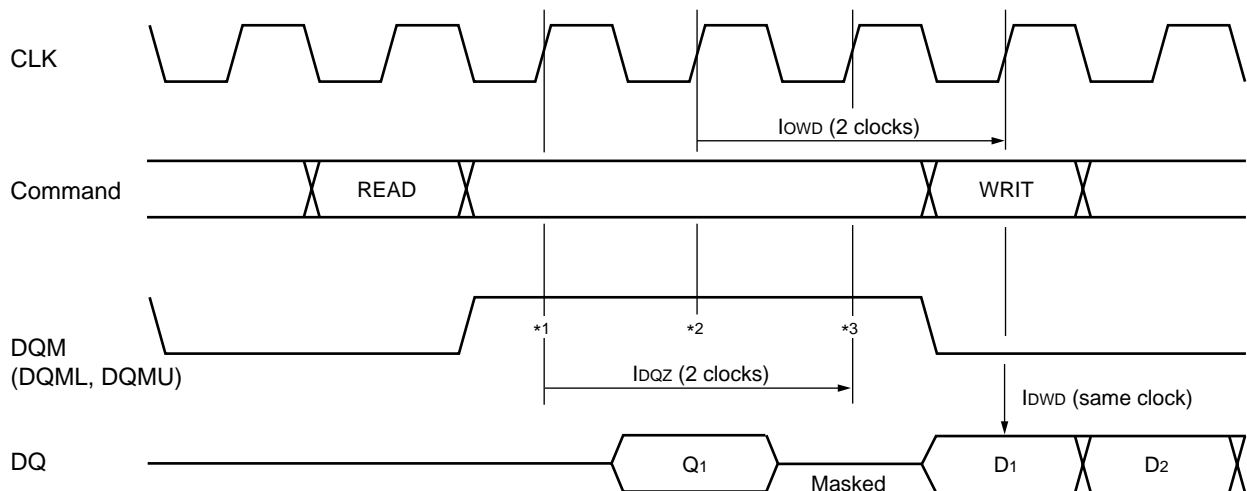 CLK
IOWD (2 clocks)
Command
READ
WRIT
*1
*2
*3
DQM
(DQML, DQMU)
IDQZ (2 clocks)
IDWD (same clock)
DQ
Q1
Masked
D1
D2